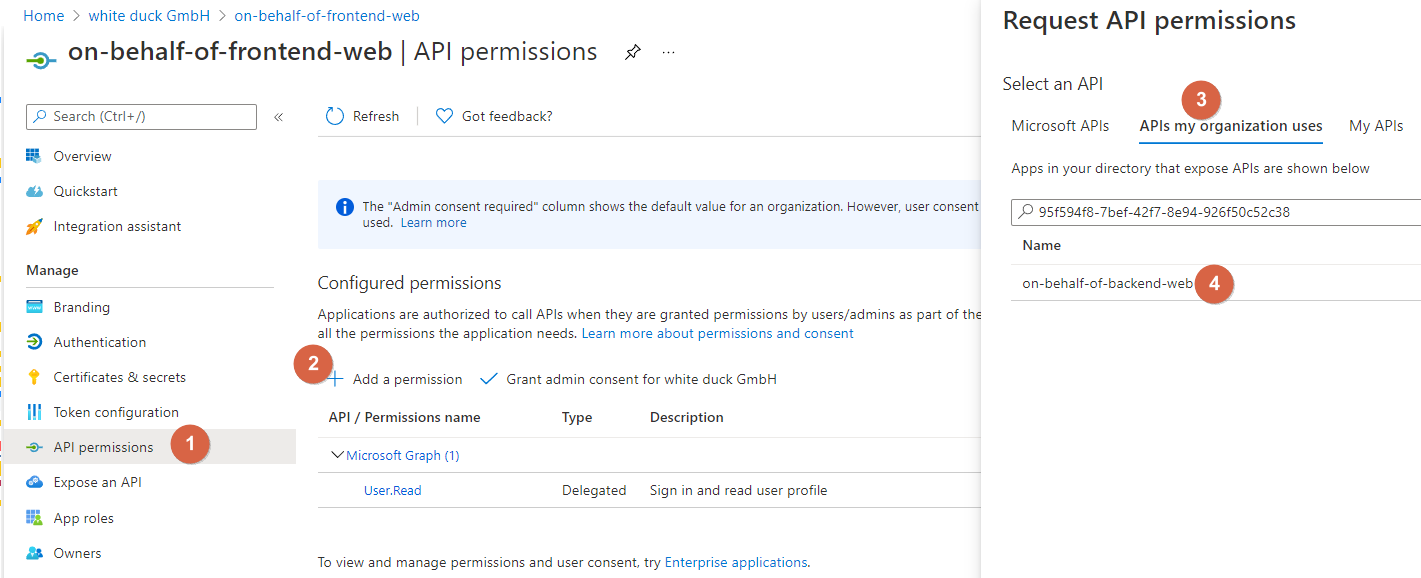 Home > white duck GmbH > on-behalf-of-frontend-web
on-behalf-of-frontend-web | API permissions ...
Search (Ctrl+/) «
Overview
Quickstart
Integration assistant
Manage
Branding
Authentication
Certificates & secrets
Token configuration
API permissions 1
Expose an API
App roles
Owners
Refresh | Got feedback?
The "Admin consent required" column shows the default value for an organization. However, user consent
used. Learn more
Configured permissions
Applications are authorized to call APIs when they are granted permissions by users/admins as part of the
all the permissions the application needs. Learn more about permissions and consent
2 + Add a permission Grant admin consent for white duck GmbH
API / Permissions name Type Description
Microsoft Graph (1)
User.Read Delegated Sign in and read user profile
To view and manage permissions and user consent, try Enterprise applications.
Request API permissions
Select an API
3
Microsoft APIs APIs my organization uses My APIs
Apps in your directory that expose APIs are shown below
95f594f8-7bef-42f7-8e94-926f50c52c38
Name
on-behalf-of-backend-web 4